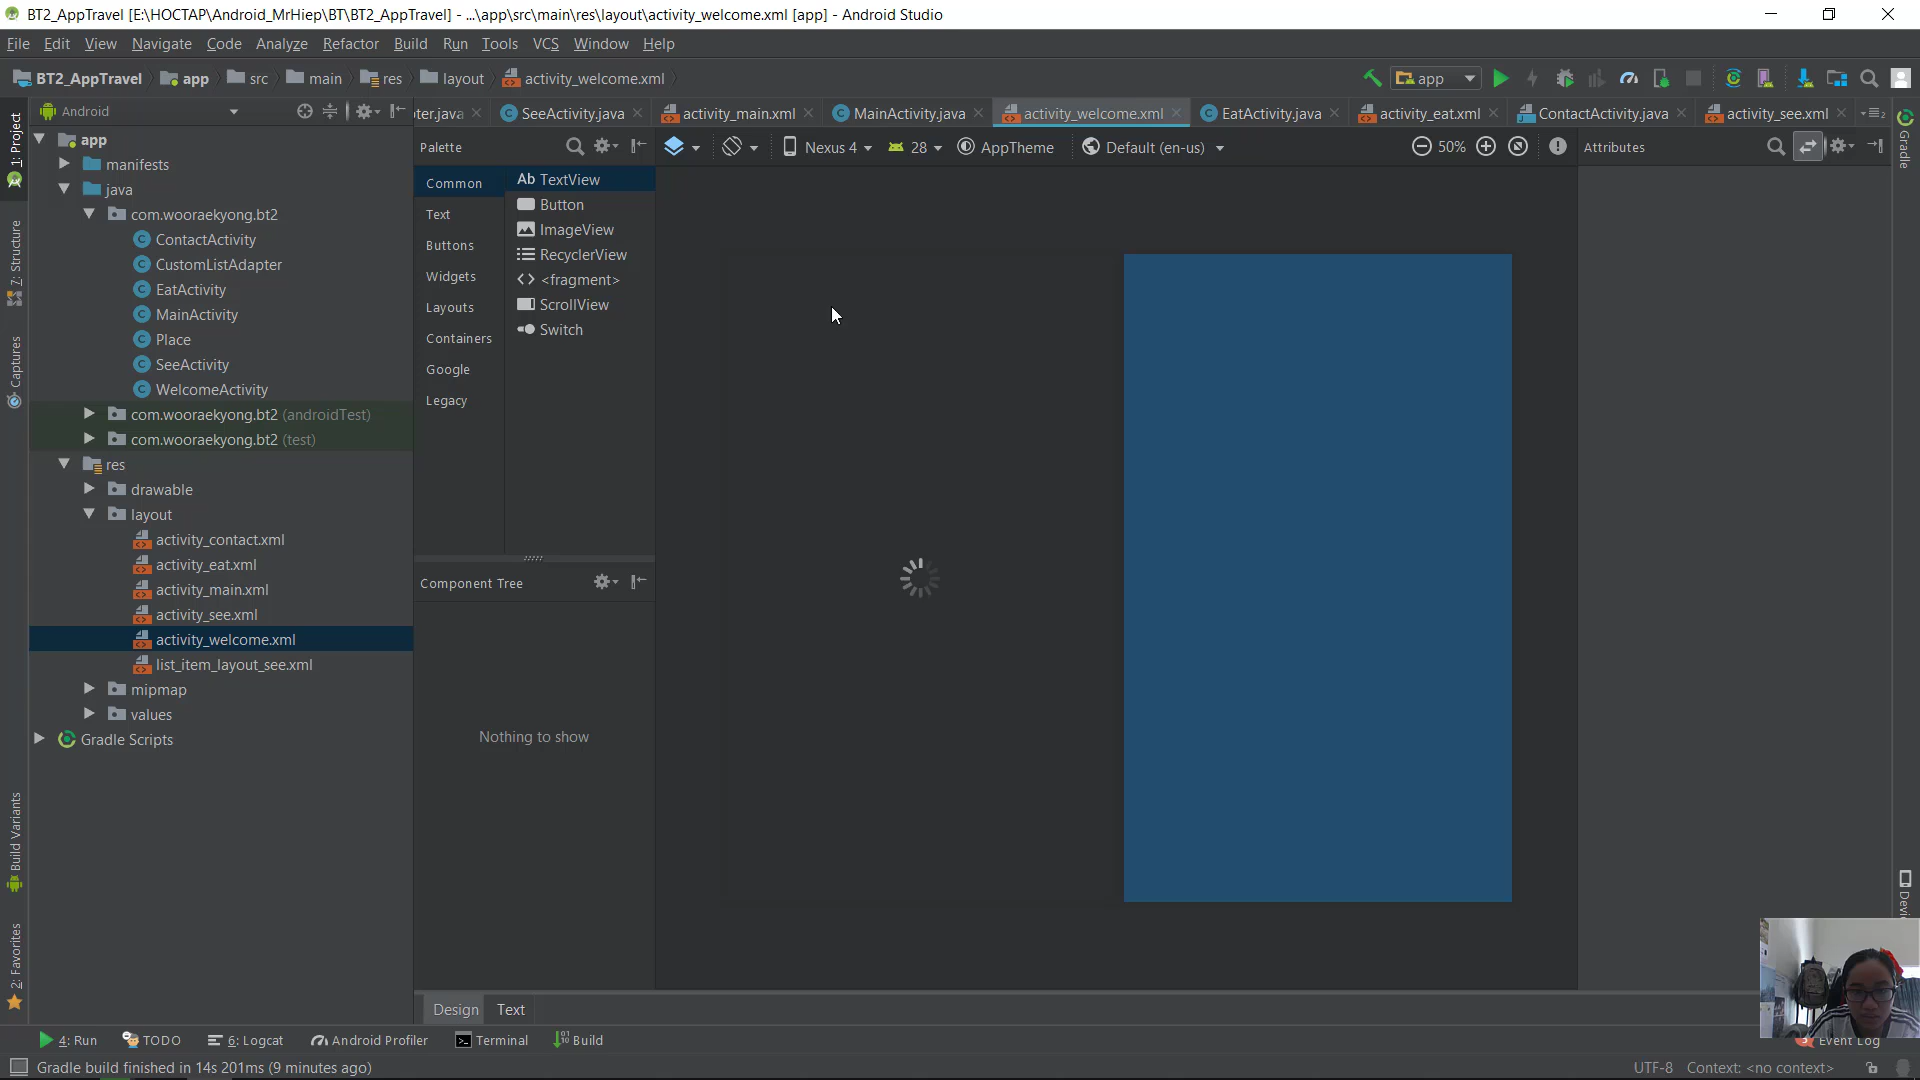 BT2_AppTravel [E:\HOCTAP\Android_MrHiep\BT\BT2_AppTravel] - ...\app\src\main\res\layout\activity_welcome.xml [app] - Android Studio
File Edit View Navigate Code Analyze Refactor Build Run Tools VCS Window Help
BT2_AppTravel app src main res layout activity_welcome.xml
app
Android
ter.java SeeActivity.java activity_main.xml MainActivity.java activity_welcome.xml EatActivity.java activity_eat.xml ContactActivity.java activity_see.xml
2
1: Project
7: Structure
Captures
Build Variants
2: Favorites
Gradle
app
manifests
java
com.wooraekyong.bt2
ContactActivity
CustomListAdapter
EatActivity
MainActivity
Place
SeeActivity
WelcomeActivity
com.wooraekyong.bt2 (androidTest)
com.wooraekyong.bt2 (test)
res
drawable
layout
activity_contact.xml
activity_eat.xml
activity_main.xml
activity_see.xml
activity_welcome.xml
list_item_layout_see.xml
mipmap
values
Gradle Scripts
Palette
Common
Text
Buttons
Widgets
Layouts
Containers
Google
Legacy
Ab TextView
Button
ImageView
RecyclerView
<fragment>
ScrollView
Switch
Nexus 4 28 AppTheme Default (en-us) 50%
Attributes
Component Tree
Nothing to show
Design Text
4: Run TODO 6: Logcat Android Profiler Terminal Build
Event Log
Gradle build finished in 14s 201ms (9 minutes ago)
UTF-8 Context: <no context>